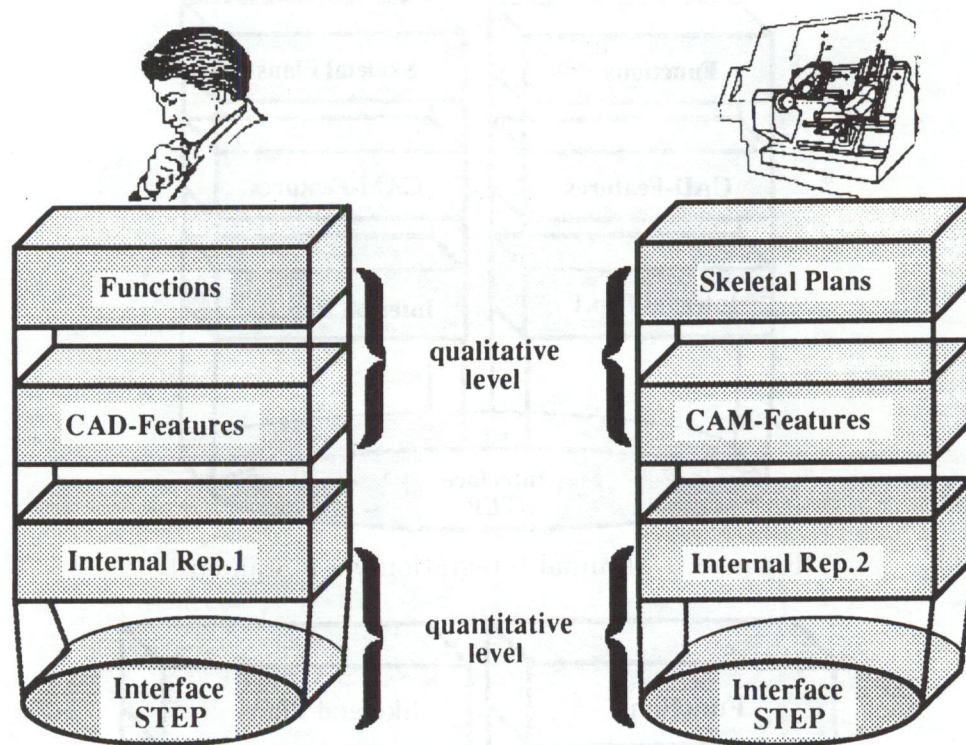 Functions
CAD-Features
Internal Rep.1
Interface
STEP
qualitative
level
quantitative
level
Skeletal Plans
CAM-Features
Internal Rep.2
Interface
STEP